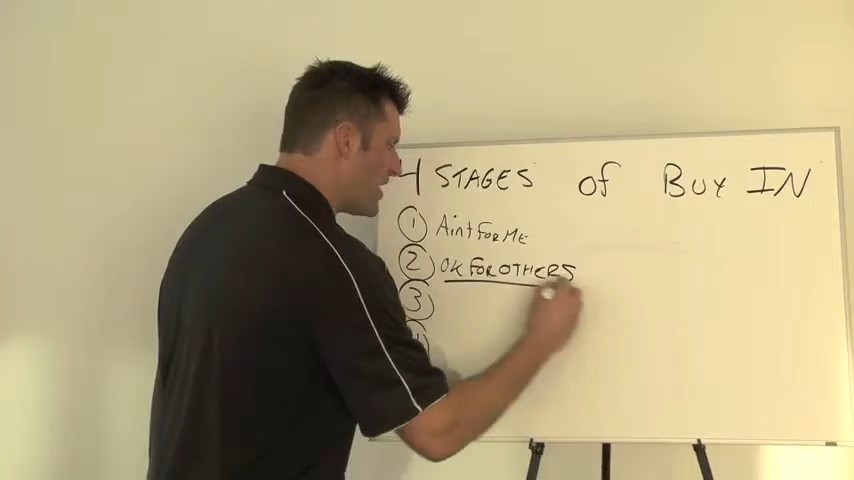 4 STAGES of BUY IN
1 Aint FOR ME
2 OK FOR OTHERS
3
4